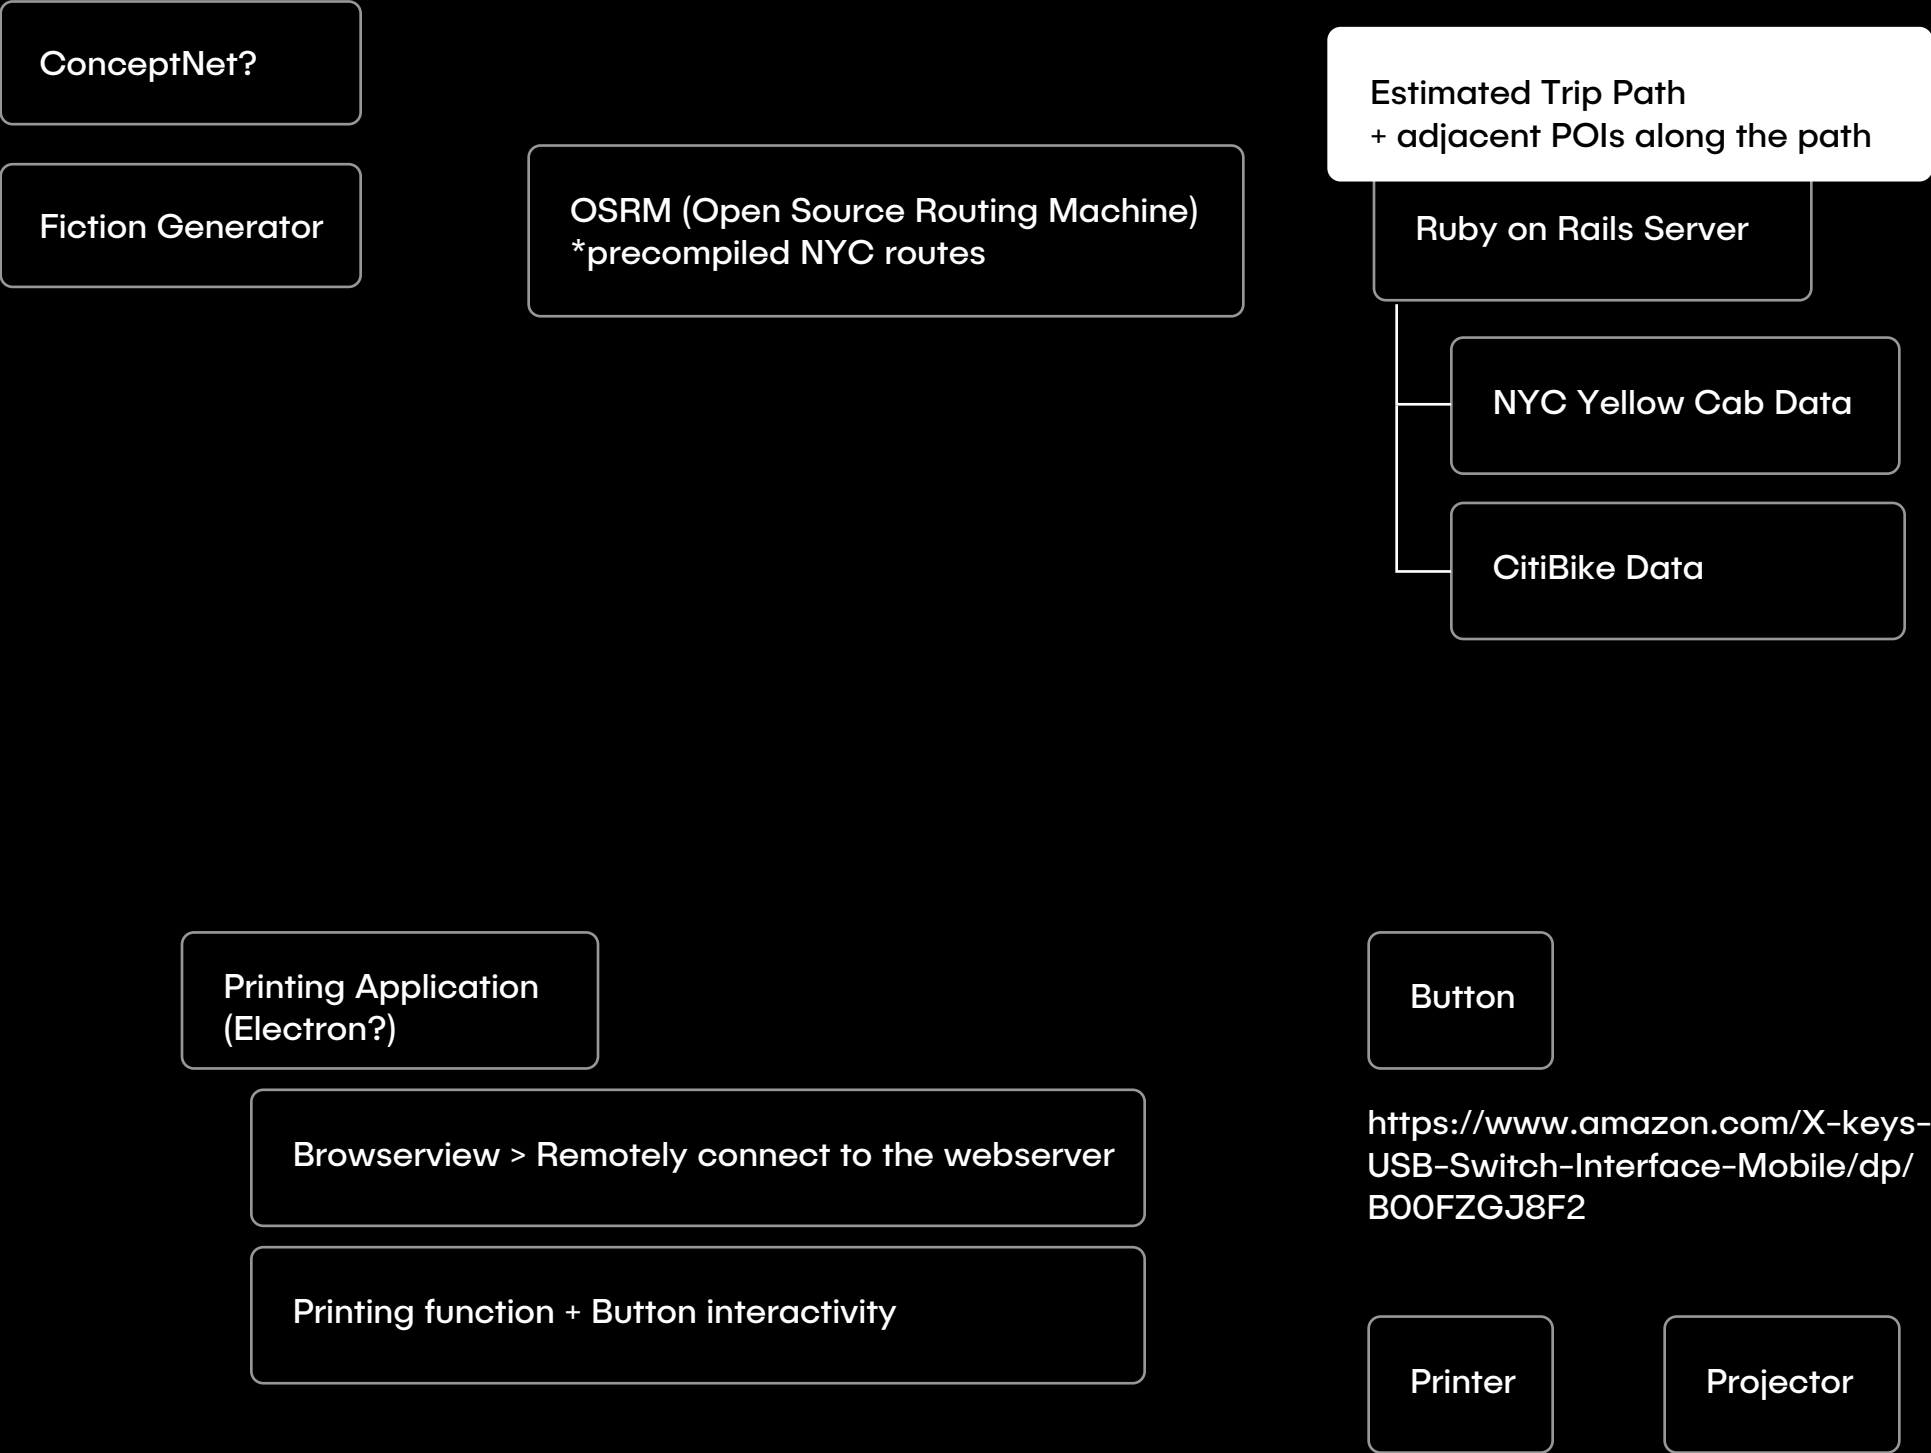 ConceptNet?
Fiction Generator
OSRM (Open Source Routing Machine)
*precompiled NYC routes
Estimated Trip Path
+ adjacent POIs along the path
Ruby on Rails Server
NYC Yellow Cab Data
CitiBike Data
Printing Application
(Electron?)
Browserview > Remotely connect to the webserver
Printing function + Button interactivity
Button
https://www.amazon.com/X-keys-
USB-Switch-Interface-Mobile/dp/
B00FZGJ8F2
Printer
Projector